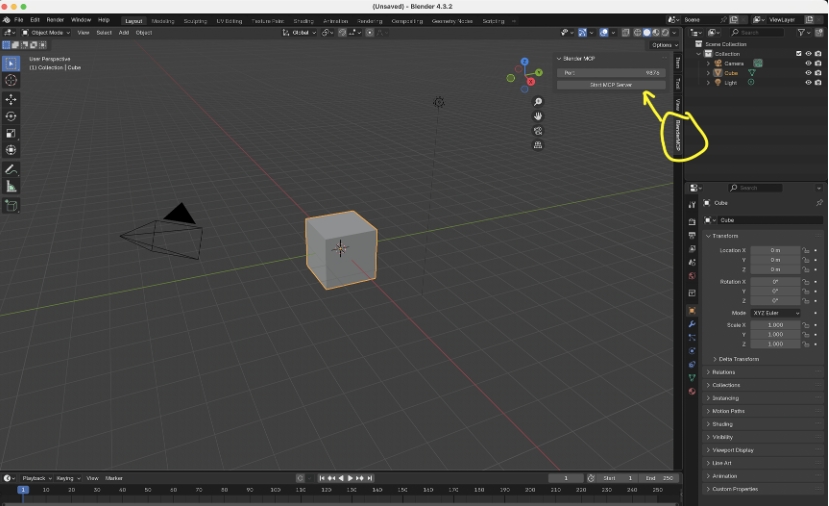 (Unsaved) - Blender 4.3.2
File Edit Render Window Help Layout Modeling Sculpting UV Editing Texture Paint Shading Animation Rendering Compositing Geometry Nodes Scripting + Scene ViewLayer
Object Mode View Select Add Object Global Search
Options
User Perspective
(1) Collection | Cube
Blender MCP
Port: 9876
Start MCP Server
Z
Y
X
Item
Tool
View
BlenderMCP
Scene Collection
Collection
Camera
Cube
Light
Search
Cube
Cube
Transform
Location X 0 m
Y 0 m
Z 0 m
Rotation X 0°
Y 0°
Z 0°
Mode XYZ Euler
Scale X 1.000
Y 1.000
Z 1.000
Delta Transform
Relations
Collections
Instancing
Motion Paths
Shading
Visibility
Viewport Display
Line Art
Animation
Custom Properties
Playback Keying View Marker 1 Start 1 End 250
1 10 20 30 40 50 60 70 80 90 100 110 120 130 140 150 160 170 180 190 200 210 220 230 240 250